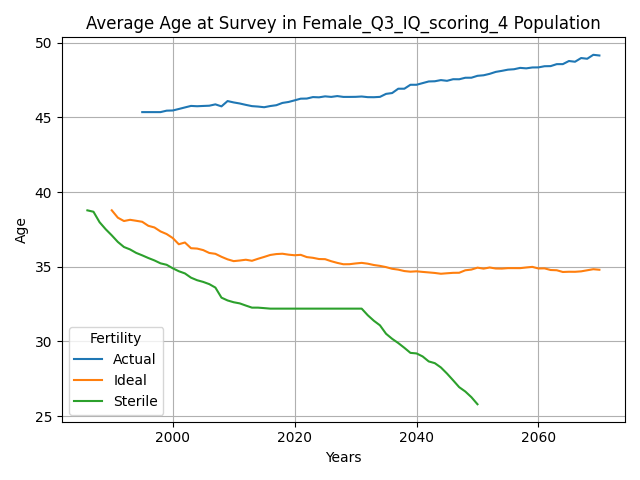 Average Age at Survey in Female_Q3_IQ_scoring_4 Population
50
45
40
35
30
25
Age
Fertility
Actual
Ideal
Sterile
2000 2020 2040 2060
Years